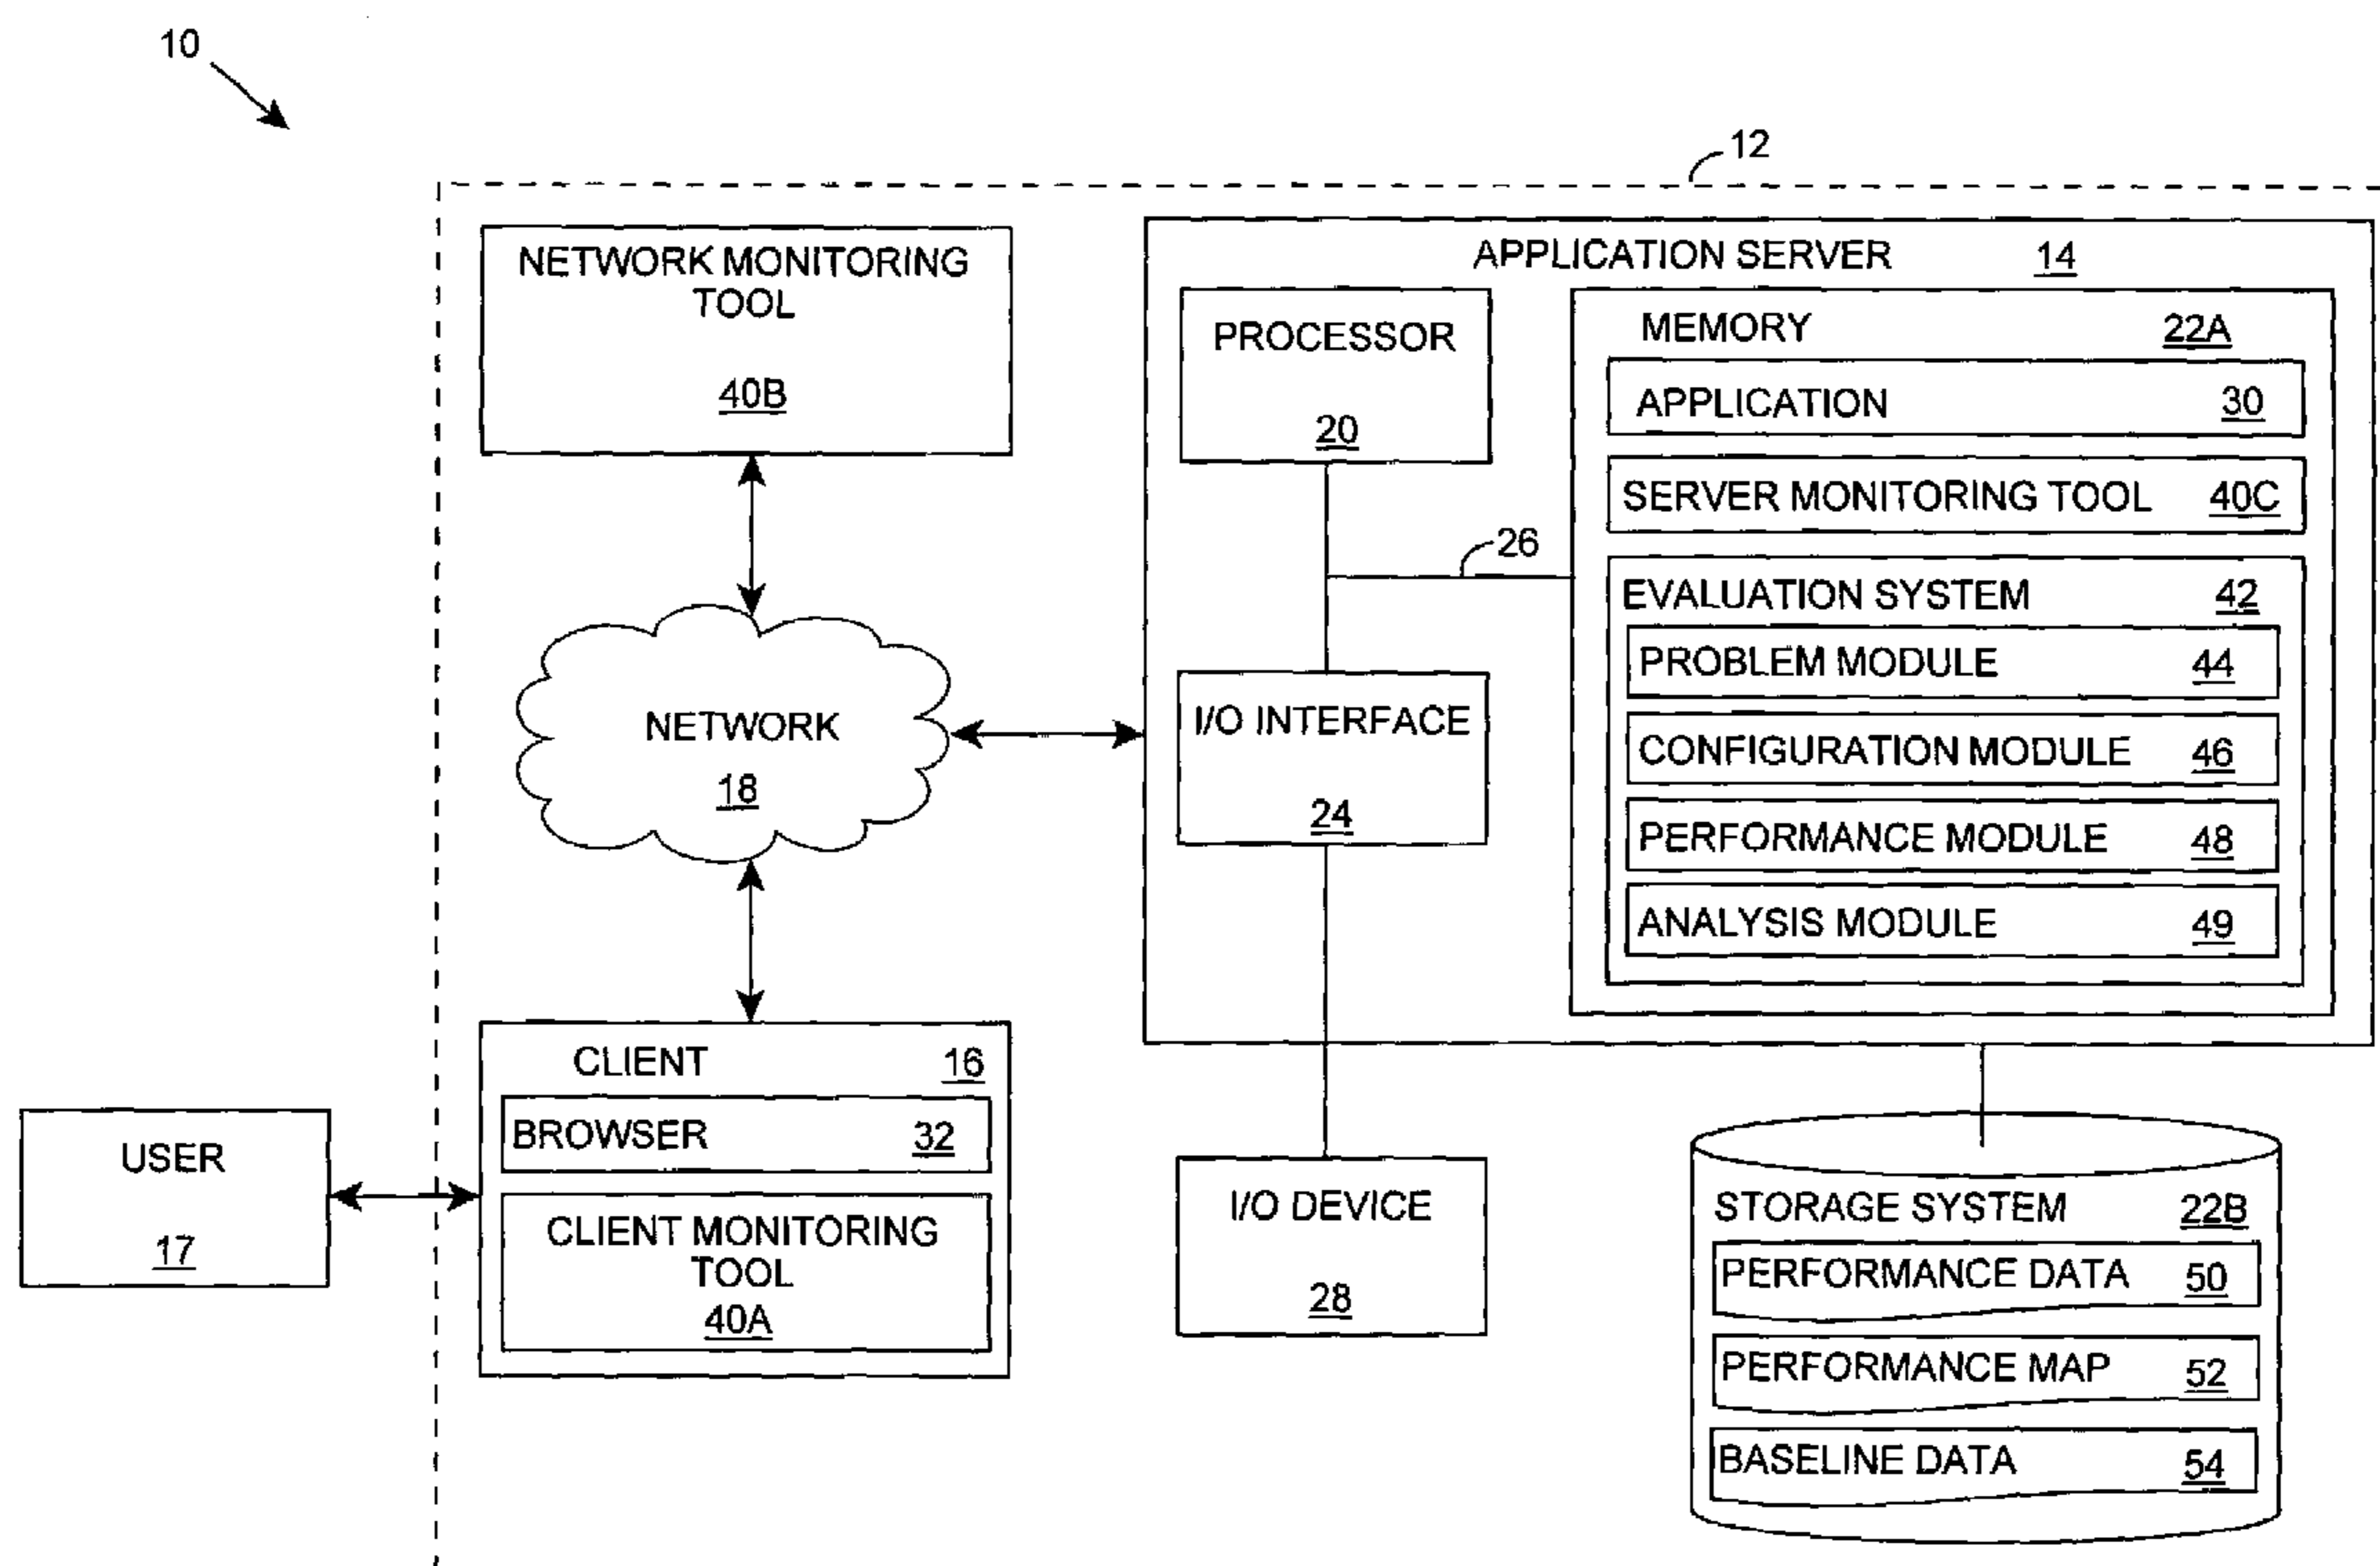 10
12
NETWORK MONITORING
TOOL
40B
NETWORK
18
CLIENT 16
BROWSER 32
CLIENT MONITORING
TOOL
40A
USER
17
APPLICATION SERVER 14
PROCESSOR
20
26
I/O INTERFACE
24
I/O DEVICE
28
MEMORY 22A
APPLICATION 30
SERVER MONITORING TOOL 40C
EVALUATION SYSTEM 42
PROBLEM MODULE 44
CONFIGURATION MODULE 46
PERFORMANCE MODULE 48
ANALYSIS MODULE 49
STORAGE SYSTEM 22B
PERFORMANCE DATA 50
PERFORMANCE MAP 52
BASELINE DATA 54